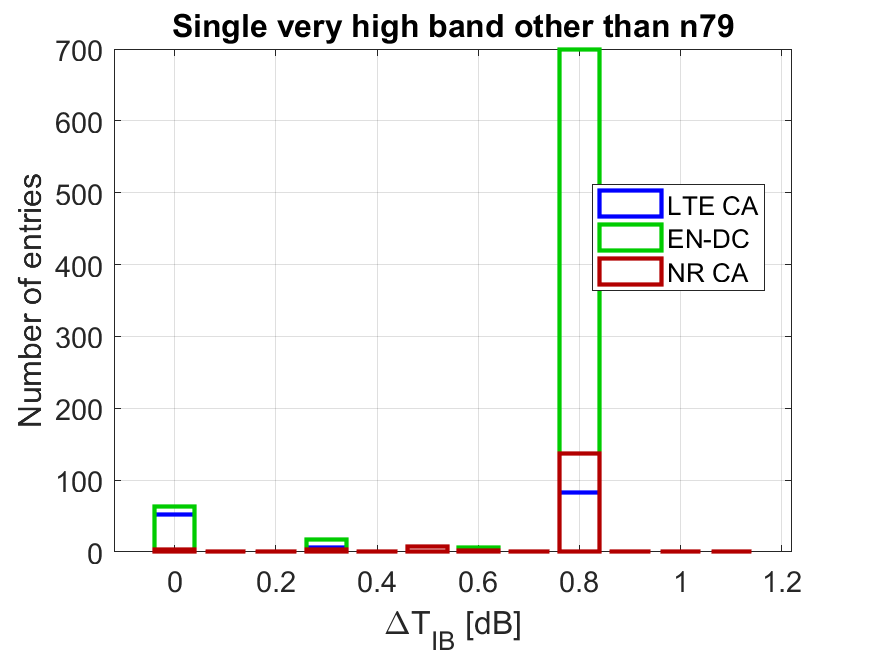 Single very high band other than n79
700
600
500
400
300
200
100
0
Number of entries
LTE CA
EN-DC
NR CA
0 0.2 0.4 0.6 0.8 1 1.2
ΔT_IB [dB]